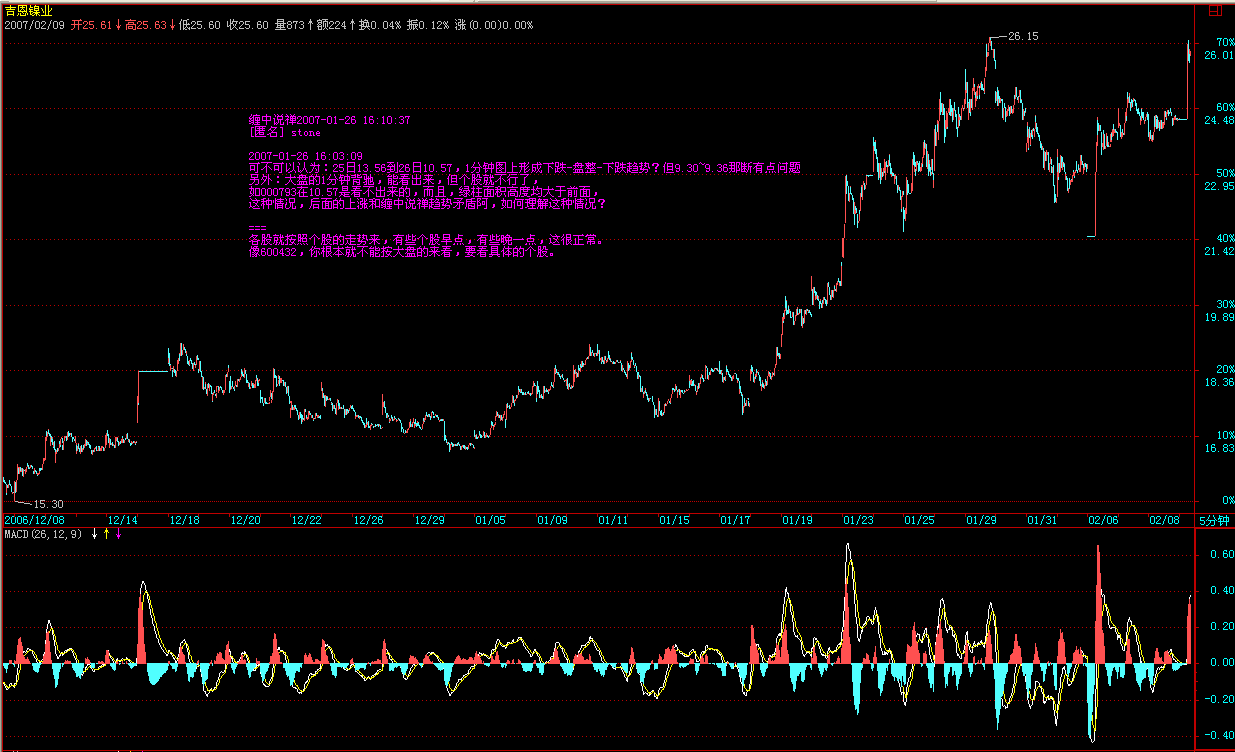 吉恩镍业
2007/02/09 开25.61↓高25.63↓低25.60 收25.60 量873↑额224↑换0.04% 振0.12% 涨(0.00)0.00%
26.15
70%
26.01
60%
24.48
缠中说禅2007-01-26 16:10:37
[匿名] stone
2007-01-26 16:03:09
可不可以认为：25日13.56到26日10.57，1分钟图上形成下跌-盘整-下跌趋势？但9.30~9.36那断有点问题
另外：大盘的1分钟背驰，能看出来，但个股就不行了，
如000793在10.57是看不出来的，而且，绿柱面积高度均大于前面，
这种情况，后面的上涨和缠中说禅趋势矛盾阿，如何理解这种情况？
===
各股就按照个股的走势来，有些个股早点，有些晚一点，这很正常。
像600432，你根本就不能按大盘的来看，要看具体的个股。
50%
22.95
40%
21.42
30%
19.89
20%
18.36
10%
16.83
0%
15.30
2006/12/08 12/14 12/18 12/20 12/22 12/26 12/29 01/05 01/09 01/11 01/15 01/17 01/19 01/23 01/25 01/29 01/31 02/06 02/08 5分钟
MACD(26,12,9) ↓ ↑ ↓
0.60
0.40
0.20
0.00
-0.20
-0.40